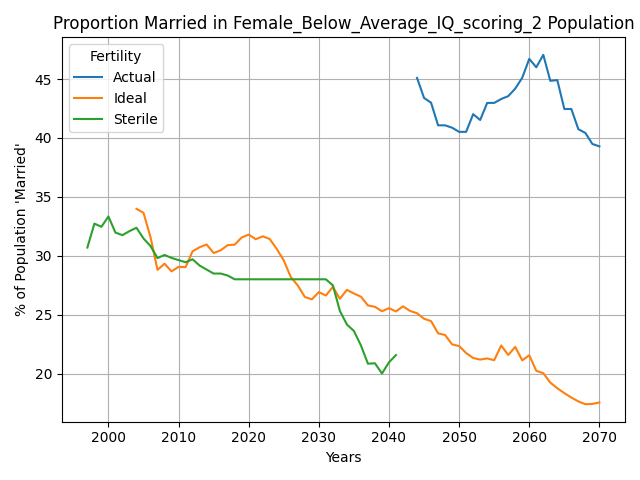 Proportion Married in Female_Below_Average_IQ_scoring_2 Population
Fertility
Actual
Ideal
Sterile
% of Population 'Married'
45
40
35
30
25
20
2000 2010 2020 2030 2040 2050 2060 2070
Years